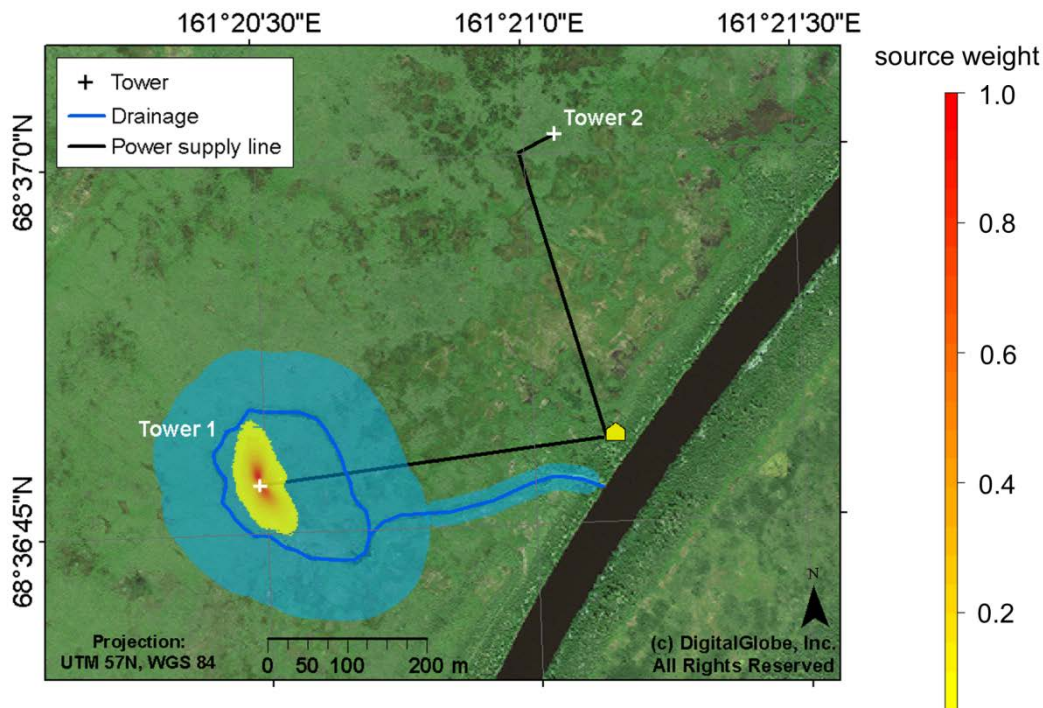 161°20'30"E 161°21'0"E 161°21'30"E
source weight
Tower
Drainage
Power supply line
Tower 2
1.0
68°37'0"N
0.8
0.6
Tower 1
0.4
68°36'45"N
N
0.2
Projection:
UTM 57N, WGS 84
0 50 100 200 m
(c) DigitalGlobe, Inc.
All Rights Reserved